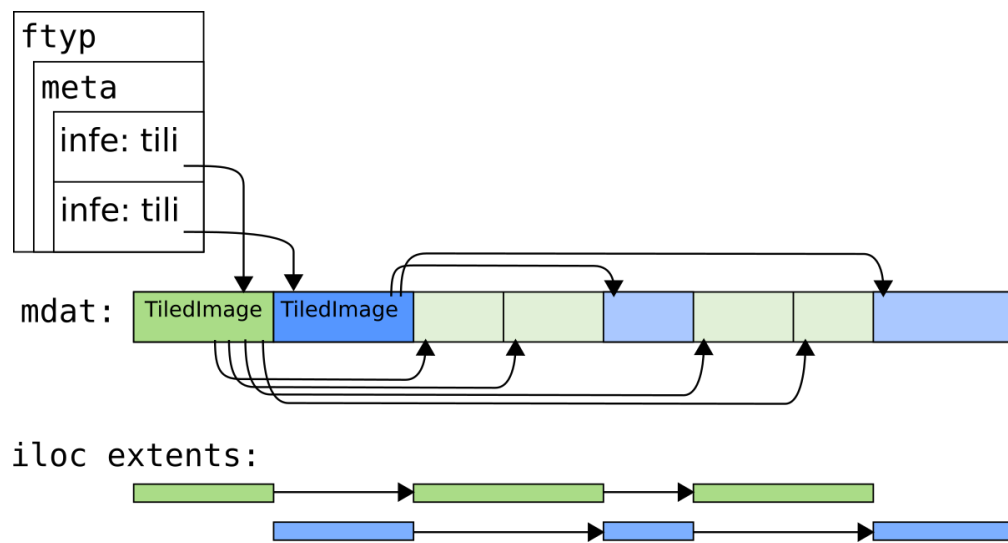 ftyp
meta
infe: tili
infe: tili
mdat: TiledImage TiledImage
iloc extents: